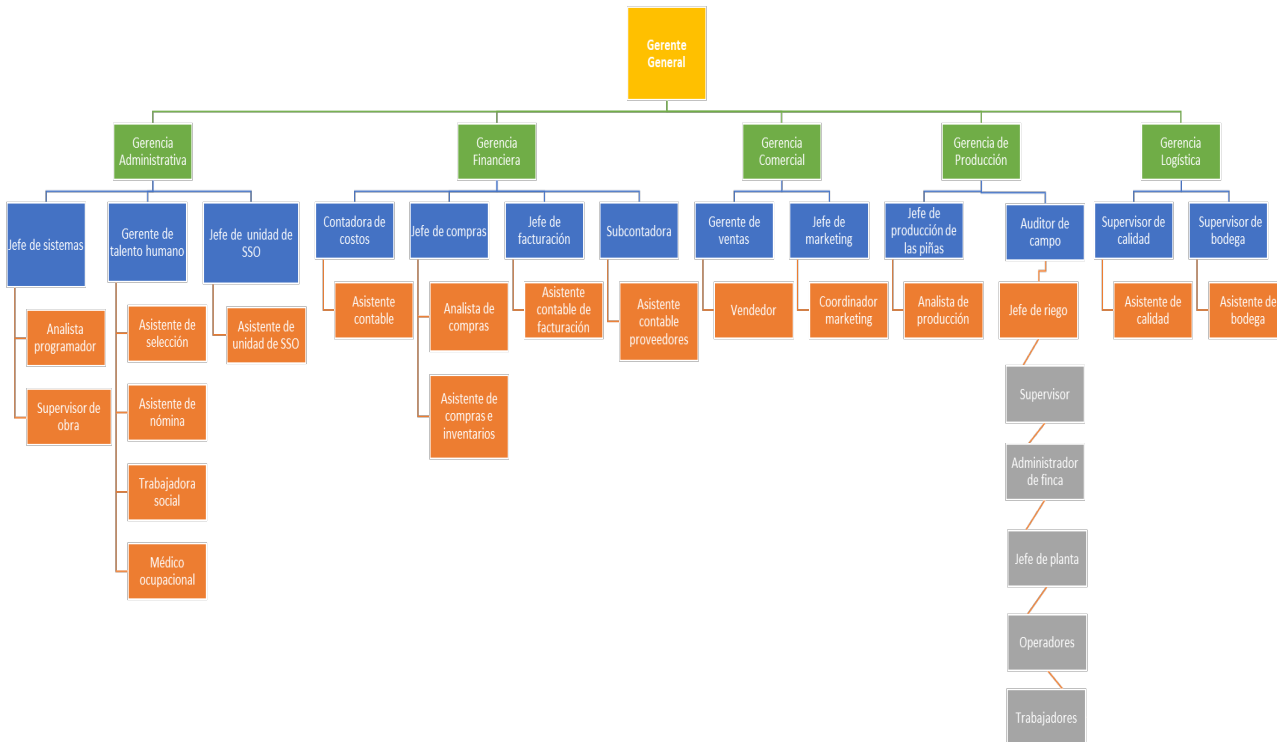 Gerente
General
Gerencia
Administrativa
Gerencia
Financiera
Gerencia
Comercial
Gerencia de
Producción
Gerencia
Logística
Jefe de sistemas
Gerente de
talento humano
Jefe de unidad de
SSO
Contadora de
costos
Jefe de compras
Jefe de
facturación
Subcontadora
Gerente de
ventas
Jefe de
marketing
Jefe de
producción de
las piñas
Auditor de
campo
Supervisor de
calidad
Supervisor de
bodega
Analista
programador
Supervisor de
obra
Asistente de
selección
Asistente de
nómina
Trabajadora
social
Médico
ocupacional
Asistente de
unidad de SSO
Asistente
contable
Analista de
compras
Asistente de
compras e
inventarios
Asistente
contable de
facturación
Asistente
contable
proveedores
Vendedor
Coordinador
marketing
Analista de
producción
Jefe de riego
Supervisor
Administrador
de finca
Jefe de planta
Operadores
Trabajadores
Asistente de
calidad
Asistente de
bodega